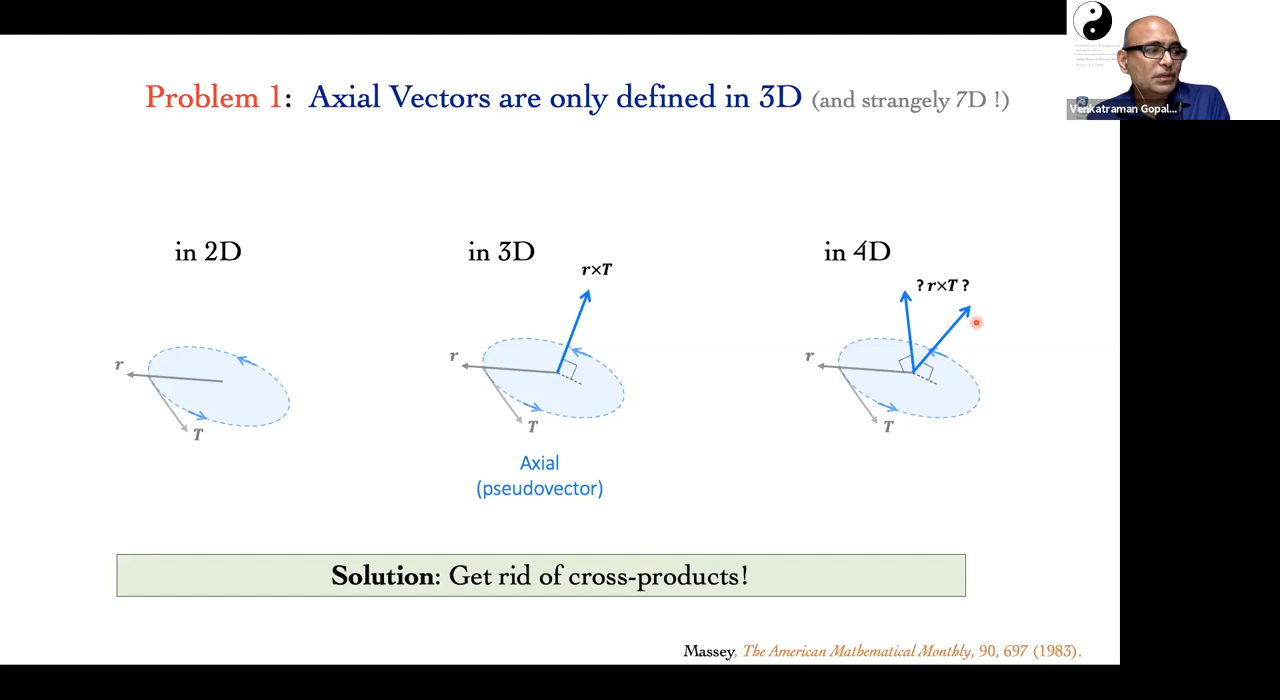 Problem 1: Axial Vectors are only defined in 3D (and strangely 7D !)
Venkatraman Gopal...
in 2D
in 3D
in 4D
r×T
? r×T ?
r
T
r
T
r
T
Axial
(pseudovector)
Solution: Get rid of cross-products!
Massey, The American Mathematical Monthly, 90, 697 (1983).